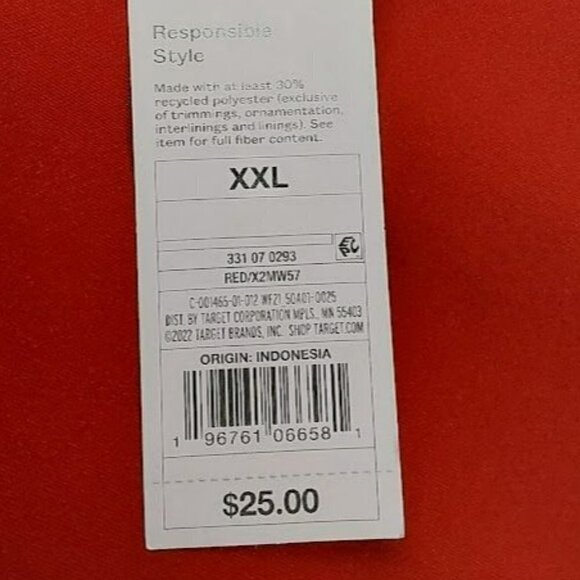 Responsible
Style
Made with at least 30%
recycled polyester (exclusive
of trimmings, ornamentation,
interlinings and linings). See
item for full fiber content.
XXL
331 07 0293
RED/X2MW57
C-001465-01-012 WF21_50A01-0025
DIST. BY TARGET CORPORATION MPLS., MN 55403
©2022 TARGET BRANDS, INC. SHOP TARGET.COM
ORIGIN: INDONESIA
1 96761 06658 1
$25.00